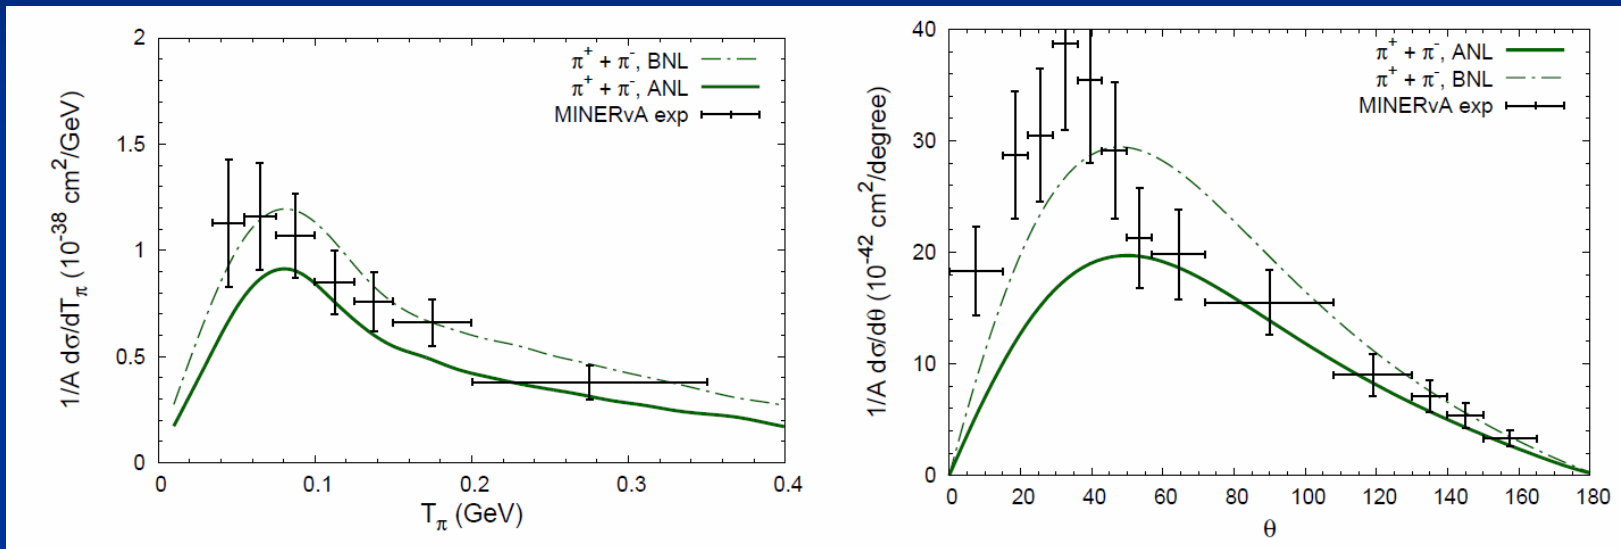 2
1.5
1
0.5
0
0
0.1
0.2
0.3
0.4
1/A dσ/dT_π (10^-38 cm^2/GeV)
T_π (GeV)
π^+ + π^-, BNL
π^+ + π^-, ANL
MINERvA exp
40
30
20
10
0
0
20
40
60
80
100
120
140
160
180
1/A dσ/dθ (10^-42 cm^2/degree)
θ
π^+ + π^-, ANL
π^+ + π^-, BNL
MINERvA exp